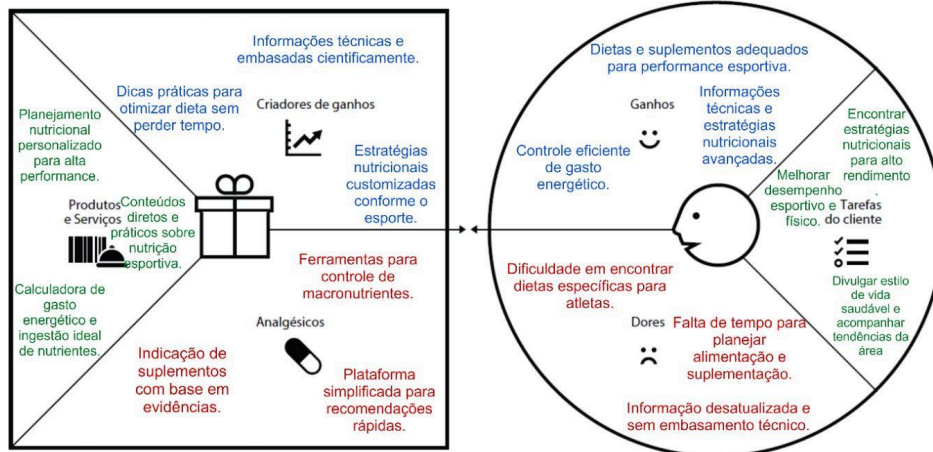 Informações técnicas e
embasadas cientificamente.
Dicas práticas para
otimizar dieta sem
perder tempo.
Criadores de ganhos
Estratégias
nutricionais
customizadas
conforme o
esporte.
Planejamento
nutricional
personalizado
para alta
performance.
Produtos
e Serviços
Conteúdos
diretos e
práticos sobre
nutrição
esportiva.
Calculadora de
gasto
energético e
ingestão ideal
de nutrientes.
Ferramentas para
controle de
macronutrientes.
Analgésicos
Indicação de
suplementos
com base em
evidências.
Plataforma
simplificada para
recomendações
rápidas.
Dietas e suplementos adequados
para performance esportiva.
Ganhos
Informações
técnicas e
estratégias
nutricionais
avançadas.
Controle eficiente
de gasto
energético.
Encontrar
estratégias
nutricionais
para alto
rendimento
.
Melhorar
desempenho
esportivo e
físico.
Tarefas
do cliente
Divulgar estilo
de vida
saudável e
acompanhar
tendências da
área
Dificuldade em encontrar
dietas específicas para
atletas.
Dores
Falta de tempo para
planejar
alimentação e
suplementação.
Informação desatualizada e
sem embasamento técnico.